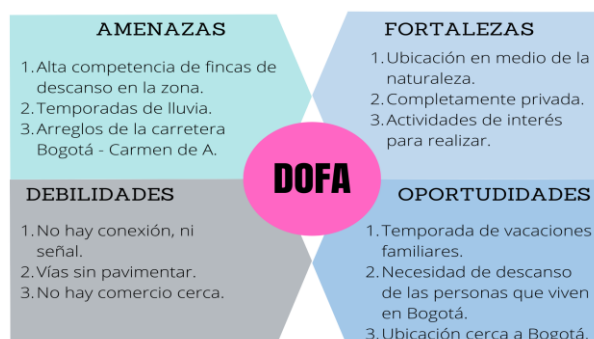 AMENAZAS
1. Alta competencia de fincas de
descanso en la zona.
2. Temporadas de lluvia.
3. Arreglos de la carretera
Bogotá - Carmen de A.
FORTALEZAS
1. Ubicación en medio de la
naturaleza.
2. Completamente privada.
3. Actividades de interés
para realizar.
DOFA
DEBILIDADES
1. No hay conexión, ni
señal.
2. Vías sin pavimentar.
3. No hay comercio cerca.
OPORTUDIDADES
1. Temporada de vacaciones
familiares.
2. Necesidad de descanso
de las personas que viven
en Bogotá.
3. Ubicación cerca a Bogotá.